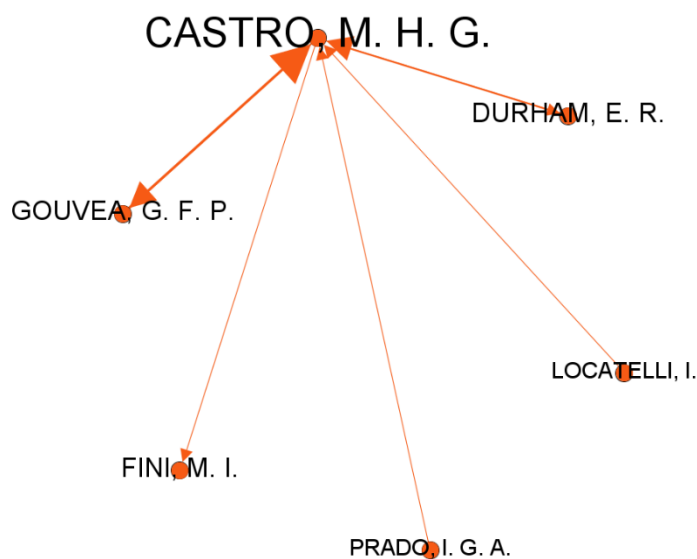 CASTRO, M. H. G.
DURHAM, E. R.
GOUVEA, G. F. P.
LOCATELLI, I.
FINI, M. I.
PRADO, I. G. A.